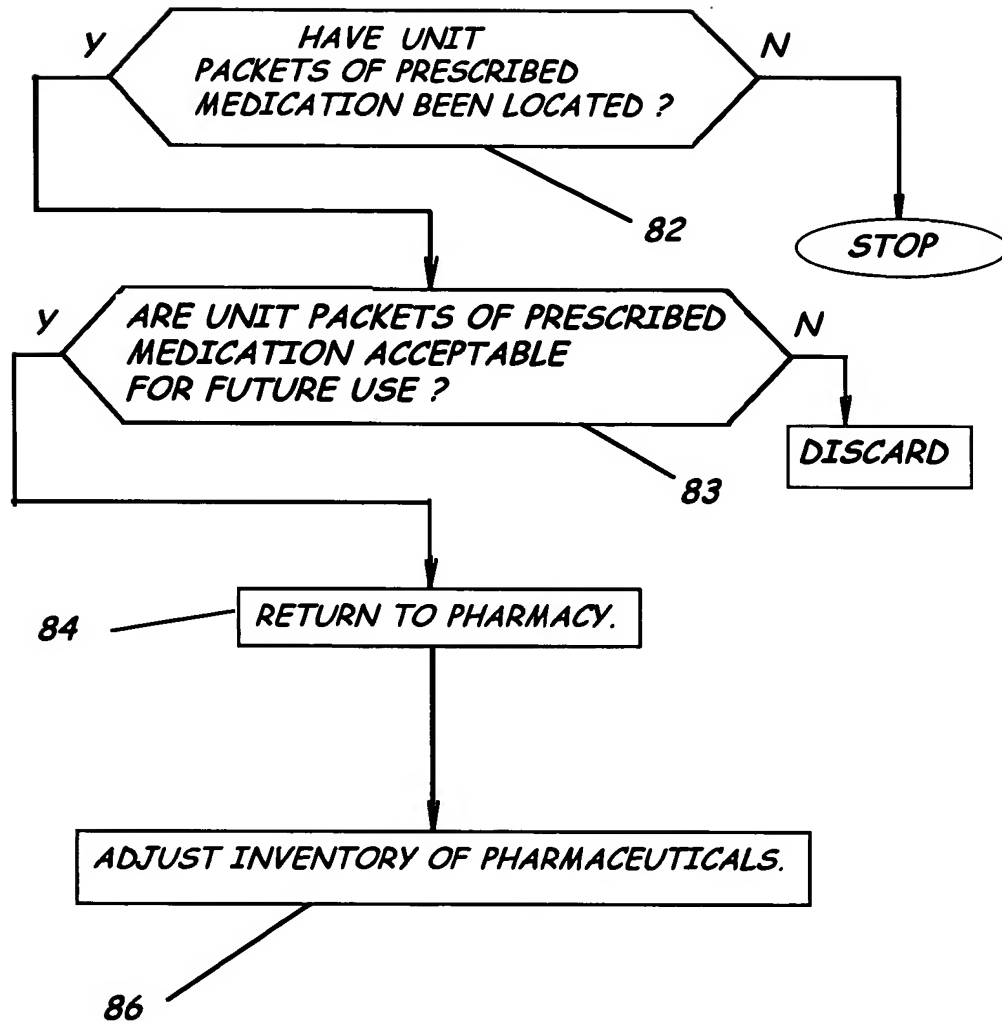 HAVE UNIT
Y
N
PACKETS OF PRESCRIBED
MEDICATION BEEN LOCATED ?
82
STOP
Y
ARE UNIT PACKETS OF PRESCRIBED
N
MEDICATION ACCEPTABLE
FOR FUTURE USE ?
DISCARD
83
84
RETURN TO PHARMACY.
ADJUST INVENTORY OF PHARMACEUTICALS.
86